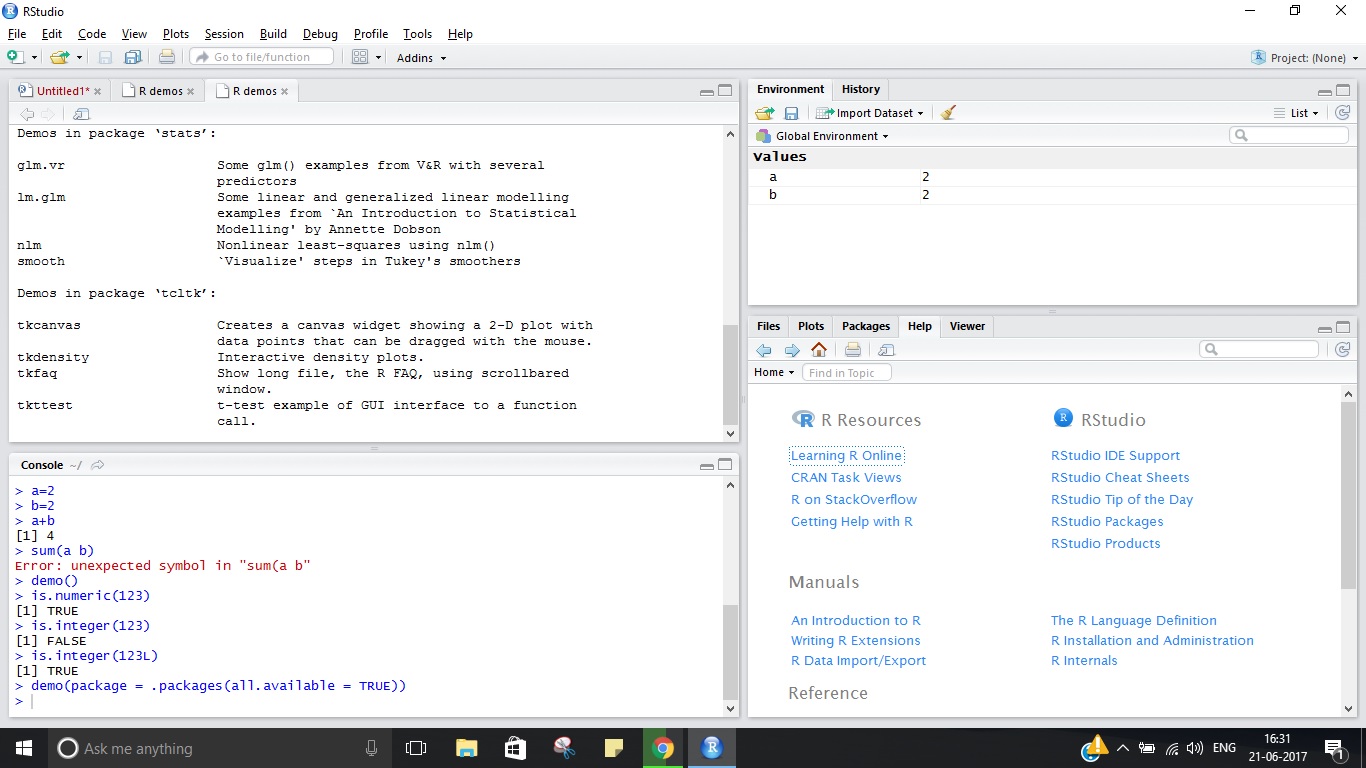 RStudio
File Edit Code View Plots Session Build Debug Profile Tools Help
Go to file/function Addins Project: (None)
Untitled1* R demos R demos
Demos in package ‘stats’:
glm.vr Some glm() examples from V&R with several
predictors
lm.glm Some linear and generalized linear modelling
examples from `An Introduction to Statistical
Modelling' by Annette Dobson
nlm Nonlinear least-squares using nlm()
smooth `Visualize' steps in Tukey's smoothers
Demos in package ‘tcltk’:
tkcanvas Creates a canvas widget showing a 2-D plot with
data points that can be dragged with the mouse.
tkdensity Interactive density plots.
tkfaq Show long file, the R FAQ, using scrollbared
window.
tkttest t-test example of GUI interface to a function
call.
Console ~/
> a=2
> b=2
> a+b
[1] 4
> sum(a b)
Error: unexpected symbol in "sum(a b"
> demo()
> is.numeric(123)
[1] TRUE
> is.integer(123)
[1] FALSE
> is.integer(123L)
[1] TRUE
> demo(package = .packages(all.available = TRUE))
>
Environment History
Import Dataset List
Global Environment
Values
a 2
b 2
Files Plots Packages Help Viewer
Home Find in Topic
R Resources
Learning R Online
CRAN Task Views
R on StackOverflow
Getting Help with R
RStudio
RStudio IDE Support
RStudio Cheat Sheets
RStudio Tip of the Day
RStudio Packages
RStudio Products
Manuals
An Introduction to R The R Language Definition
Writing R Extensions R Installation and Administration
R Data Import/Export R Internals
Reference
Ask me anything
ENG
16:31
21-06-2017
1